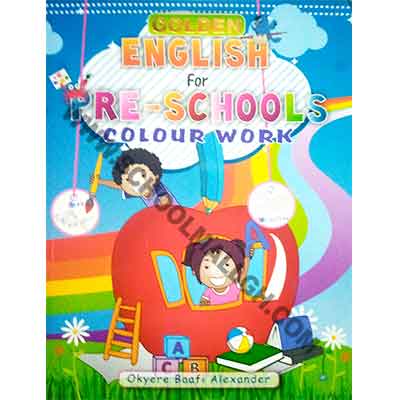 GOLDEN
ENGLISH
for
PRE-SCHOOLS
COLOUR WORK
A
A
C B
Okyere Baafi Alexander